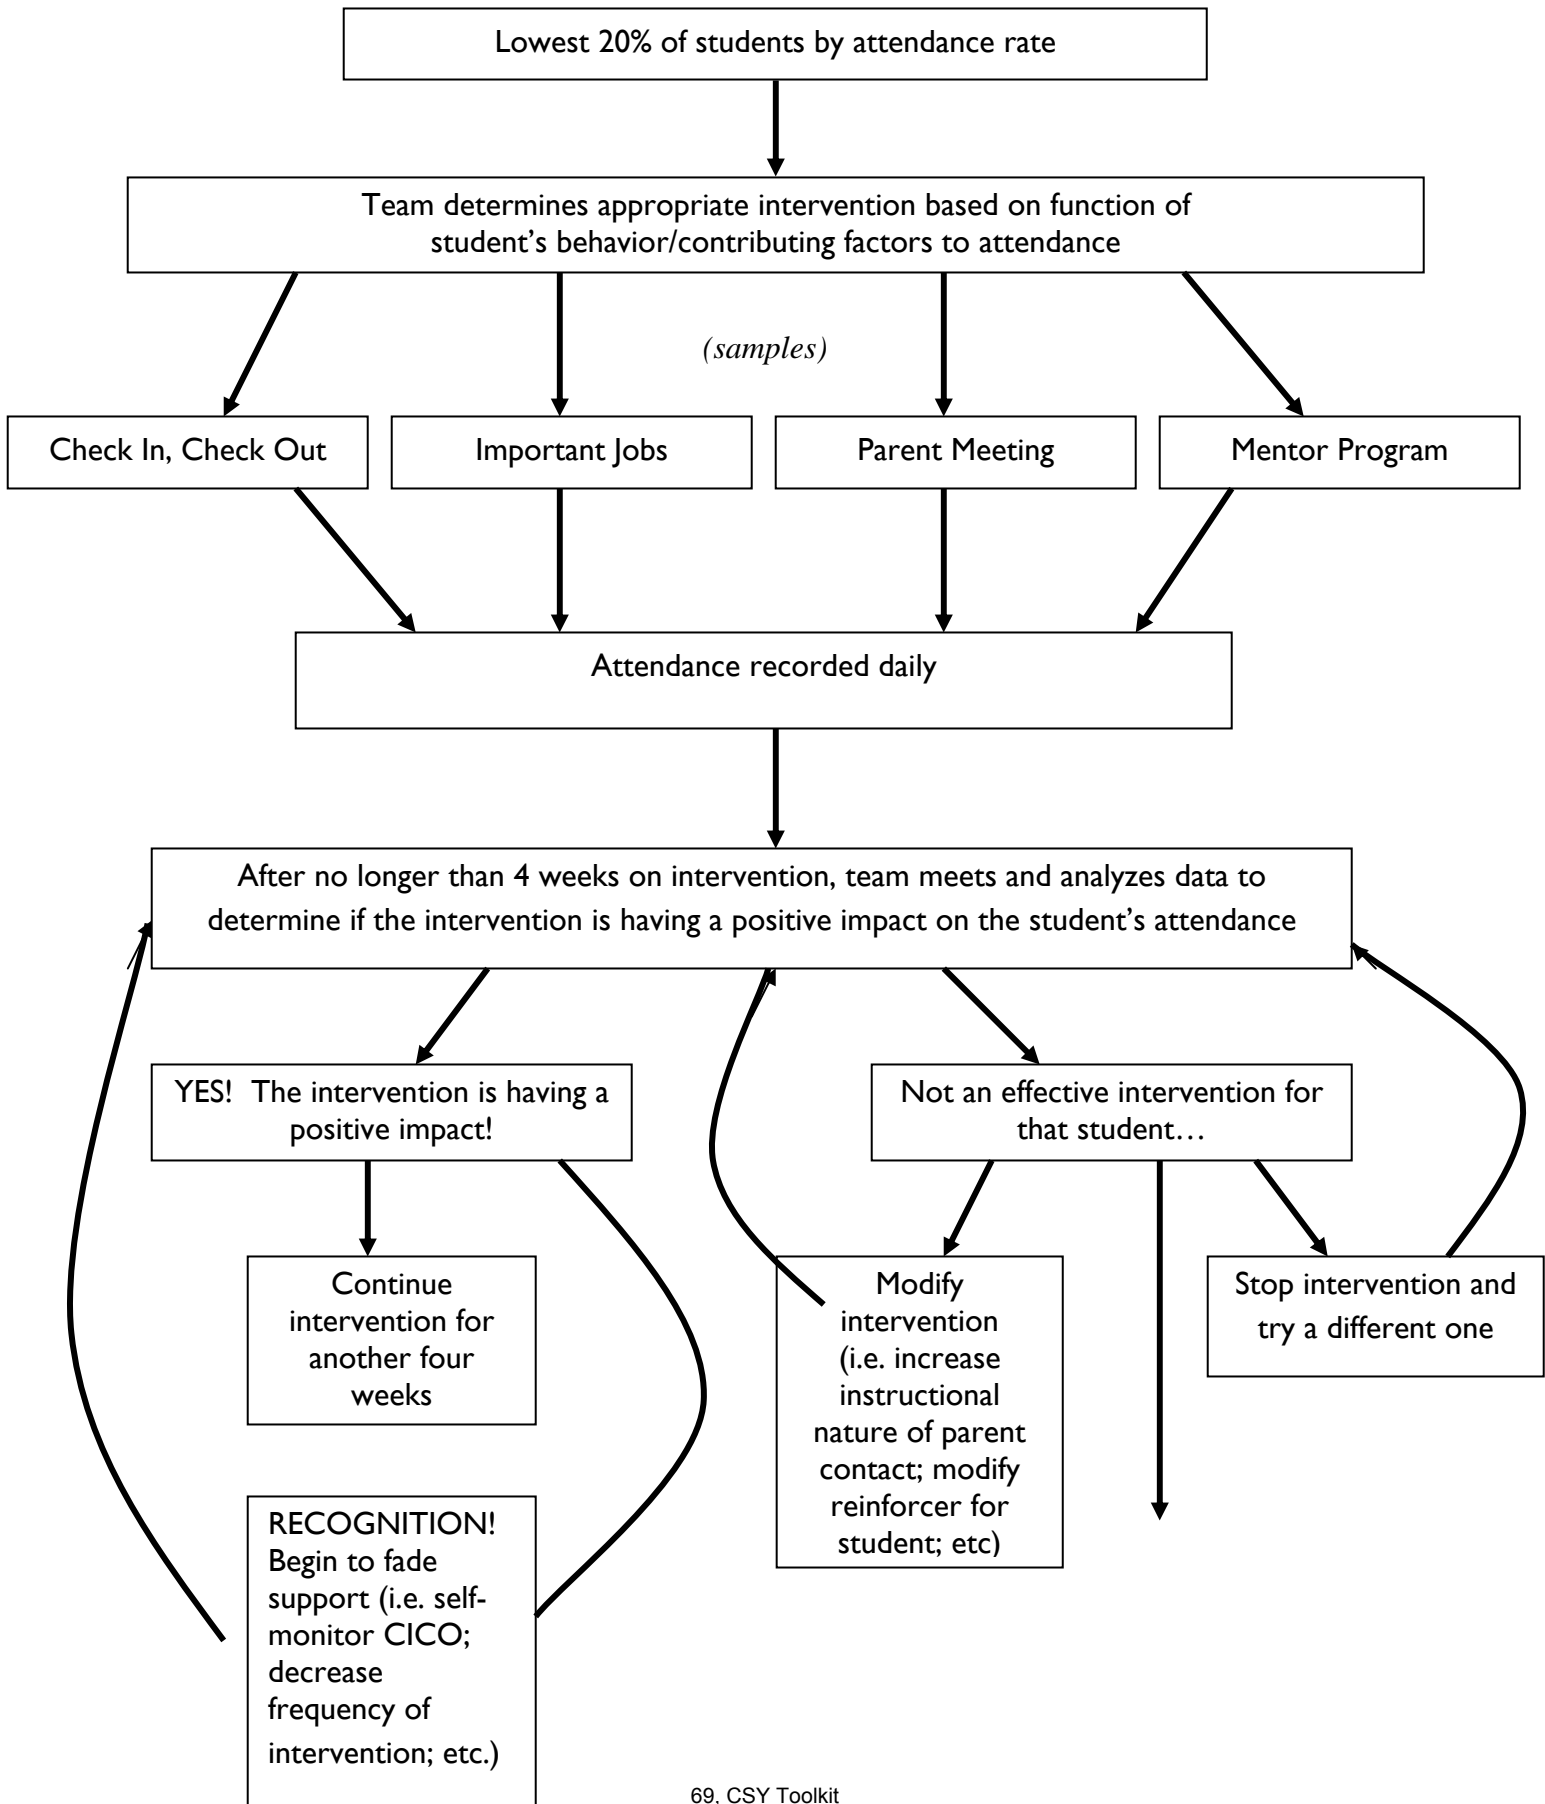 Lowest 20% of students by attendance rate
Team determines appropriate intervention based on function of
student’s behavior/contributing factors to attendance
(samples)
Check In, Check Out
Important Jobs
Parent Meeting
Mentor Program
Attendance recorded daily
After no longer than 4 weeks on intervention, team meets and analyzes data to
determine if the intervention is having a positive impact on the student’s attendance
YES!  The intervention is having a
positive impact!
Not an effective intervention for
that student…
Continue
intervention for
another four
weeks
Modify
intervention
(i.e. increase
instructional
nature of parent
contact; modify
reinforcer for
student; etc)
Stop intervention and
try a different one
RECOGNITION!
Begin to fade
support (i.e. self-
monitor CICO;
decrease
frequency of
intervention; etc.)
69, CSY Toolkit